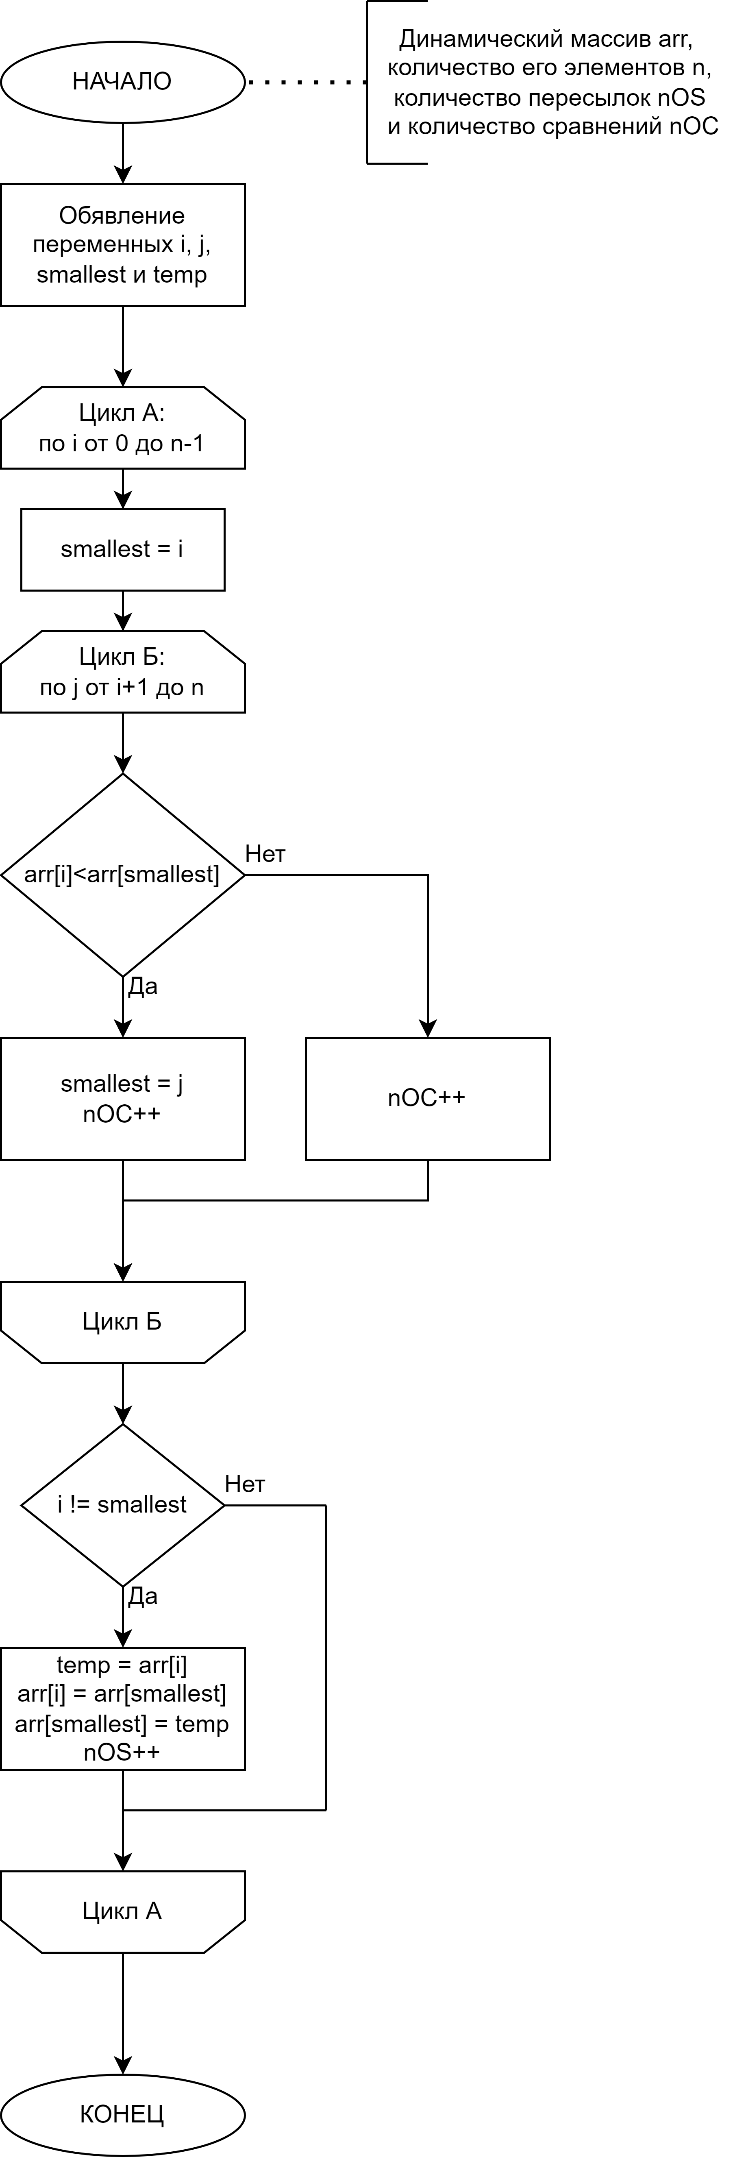 НАЧАЛО
Динамический массив arr,
количество его элементов n,
количество пересылок nOS
и количество сравнений nOC
Обявление
переменных i, j,
smallest и temp
Цикл А:
по i от 0 до n-1
smallest = i
Цикл Б:
по j от i+1 до n
arr[i]<arr[smallest]
Нет
Да
smallest = j
nOC++
nOC++
Цикл Б
i != smallest
Нет
Да
temp = arr[i]
arr[i] = arr[smallest]
arr[smallest] = temp
nOS++
Цикл А
КОНЕЦ